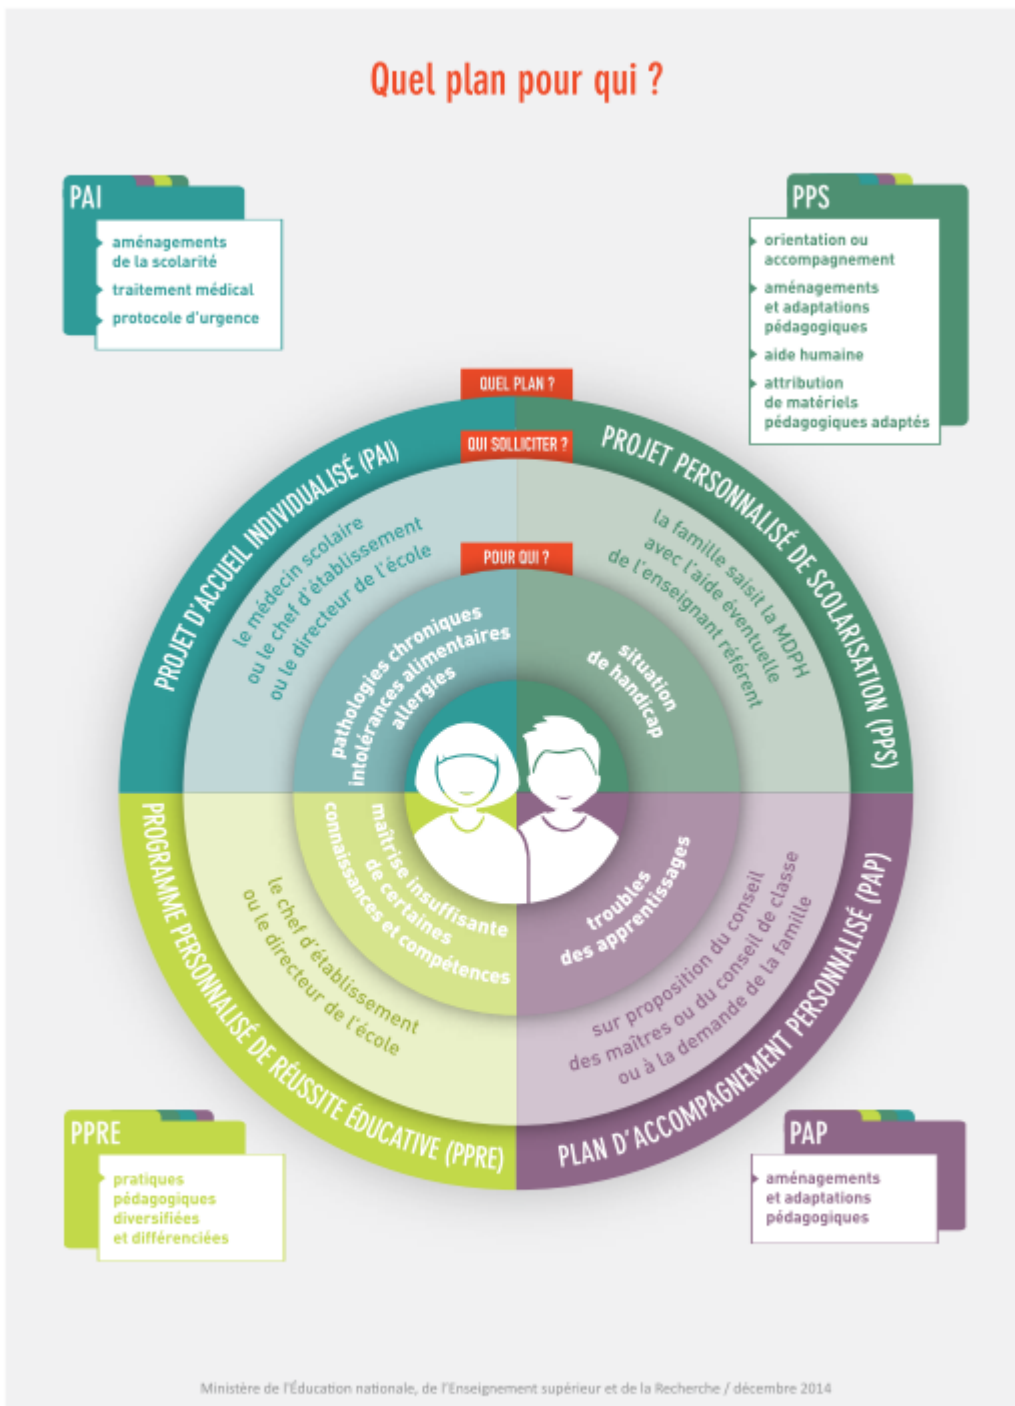 Quel plan pour qui ?
PAI
aménagements
de la scolarité
traitement médical
protocole d'urgence
PPS
orientation ou
accompagnement
aménagements
et adaptations
pédagogiques
aide humaine
attribution
de matériels
pédagogiques adaptés
QUEL PLAN ?
PROJET D'ACCUEIL INDIVIDUALISÉ (PAI)
PROJET PERSONNALISÉ DE SCOLARISATION (PPS)
QUI SOLLICITER ?
le médecin scolaire
ou le chef d'établissement
ou le directeur de l'école
la famille saisit la MDPH
avec l'aide éventuelle
de l'enseignant référent
POUR QUI ?
pathologies chroniques
intolérances alimentaires
allergies
situation
de handicap
maîtrise insuffisante
de certaines
connaissances et compétences
troubles
des apprentissages
le chef d'établissement
ou le directeur de l'école
sur proposition du conseil
des maîtres ou du conseil de classe
ou à la demande de la famille
PROGRAMME PERSONNALISÉ DE RÉUSSITE ÉDUCATIVE (PPRE)
PLAN D'ACCOMPAGNEMENT PERSONNALISÉ (PAP)
PPRE
pratiques
pédagogiques
diversifiées
et différenciées
PAP
aménagements
et adaptations
pédagogiques
Ministère de l'Éducation nationale, de l'Enseignement supérieur et de la Recherche / décembre 2014